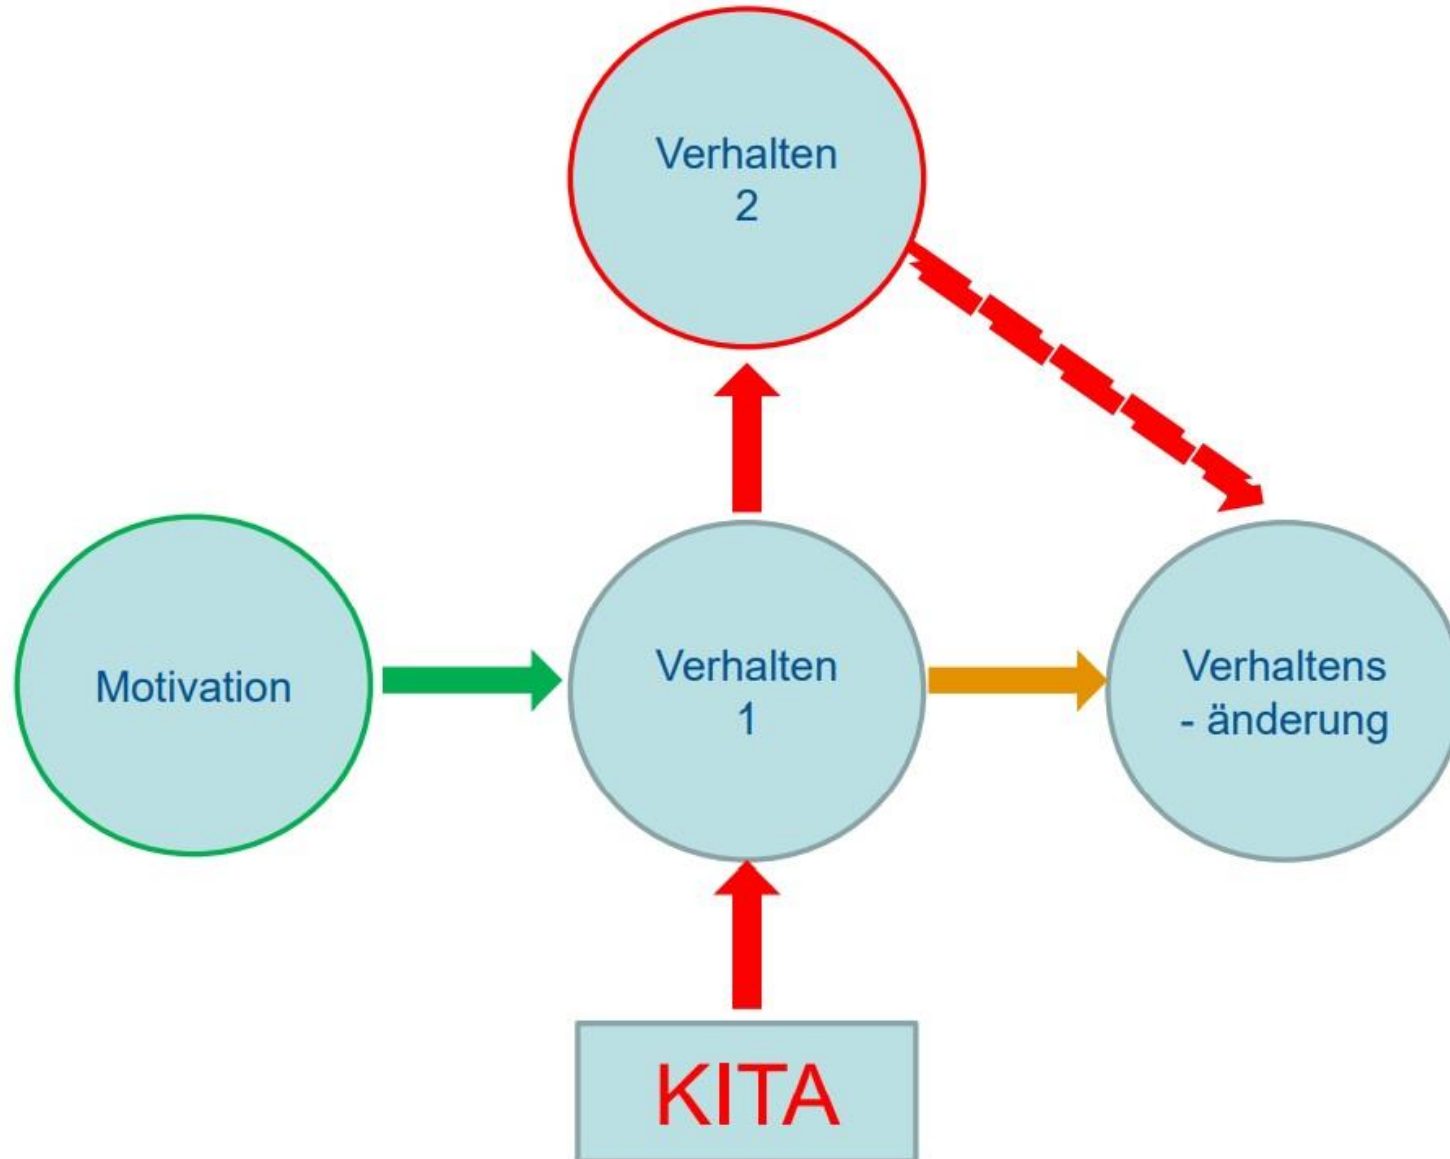 Verhalten
2
Motivation
Verhalten
1
Verhaltens
- änderung
KITA